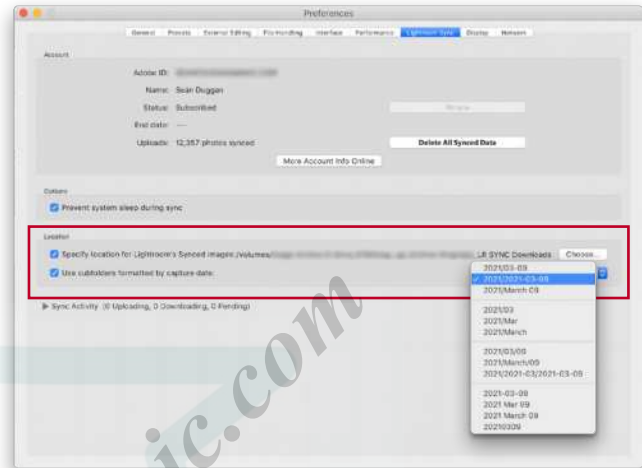 Preferences
General Presets External Editing File Handling Interface Performance Lightroom Sync Display Network
Account
Adobe ID:
Name: Sean Duggan
Status: Subscribed
End date: ---
Uploads: 12,357 photos synced
Delete All Synced Data
More Account Info Online
Options
Prevent system sleep during sync
Location
Specify location for Lightroom's Synced images: /Volumes/ LR SYNC Downloads Choose...
Use subfolders formatted by capture date:
2021/03-09
✓ 2021/2021-03-09
2021/March 09
2021/03
2021/Mar
2021/March
2021/03/09
2021/March/09
2021/2021-03/2021-03-09
2021-03-09
2021 Mar 09
2021 March 09
20210309
Sync Activity (0 Uploading, 0 Downloading, 0 Pending)
ic.com